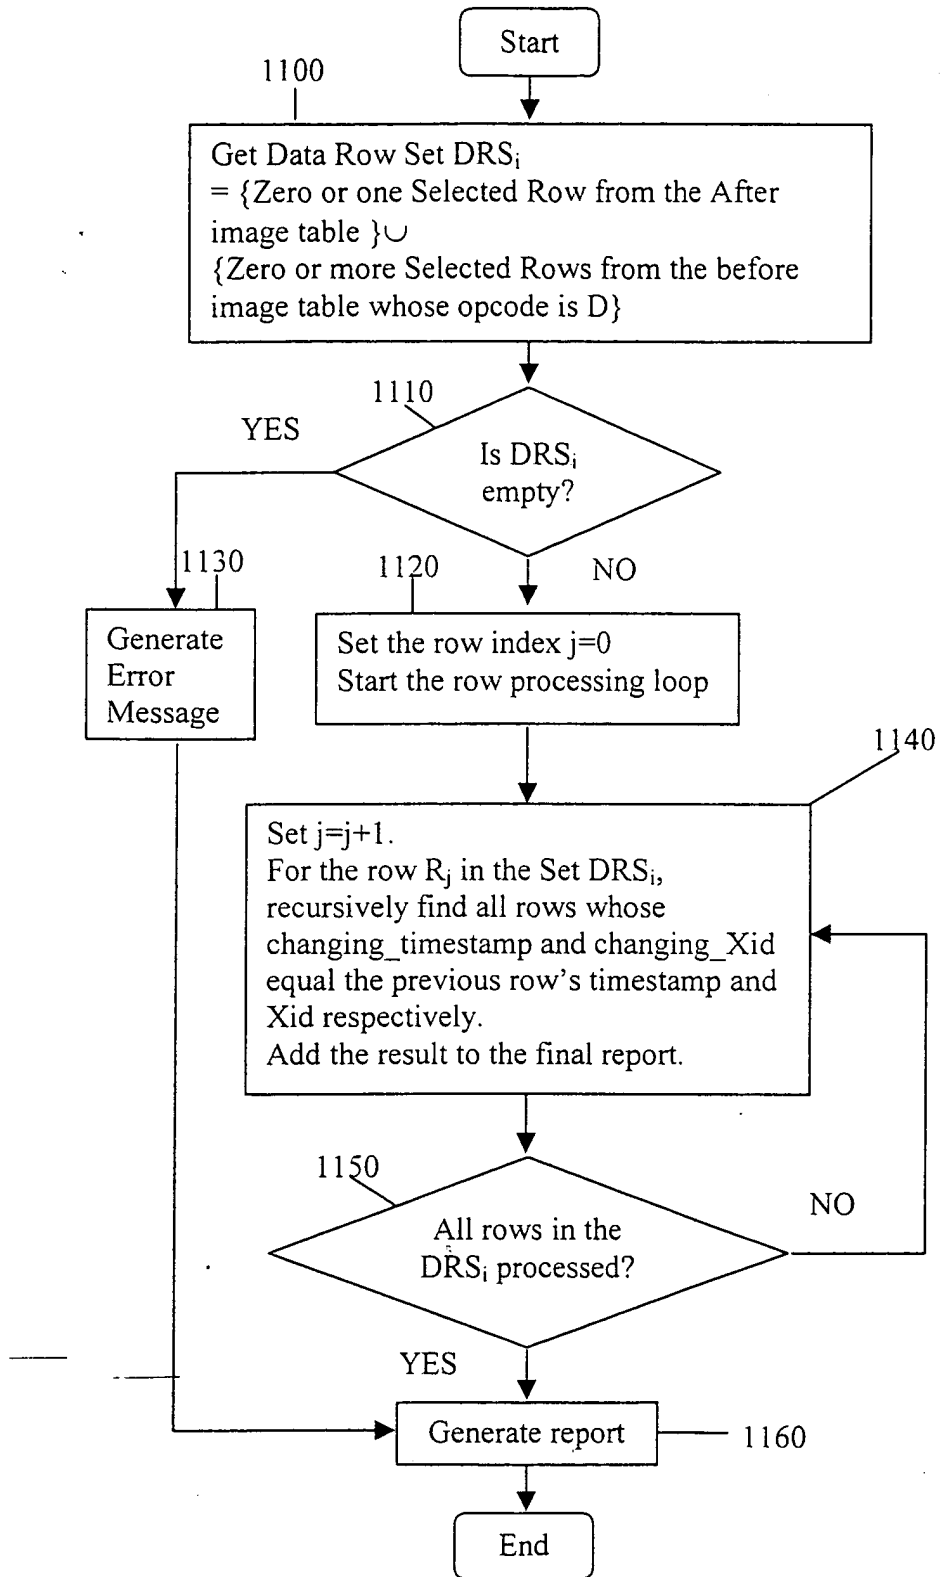 Start
1100
Get Data Row Set DRSi
= {Zero or one Selected Row from the After
image table }∪
{Zero or more Selected Rows from the before
image table whose opcode is D}
1110
YES
Is DRSi
empty?
NO
1130
1120
Generate
Error
Message
Set the row index j=0
Start the row processing loop
1140
Set j=j+1.
For the row Rj in the Set DRSi,
recursively find all rows whose
changing_timestamp and changing_Xid
equal the previous row's timestamp and
Xid respectively.
Add the result to the final report.
1150
NO
All rows in the
DRSi processed?
YES
Generate report
1160
End